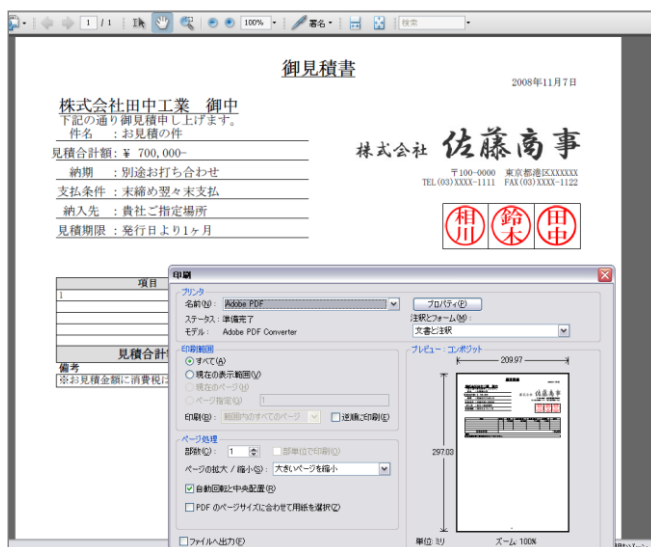 1 / 1
100%
署名
検索
御見積書
2008年11月7日
株式会社田中工業 御中
下記の通り御見積申し上げます。
件名 :お見積の件
見積合計額:¥ 700,000-
納期 :別途お打ち合わせ
支払条件 :末締め翌々末支払
納入先 :貴社ご指定場所
見積期限 :発行日より1ヶ月
株式会社 佐藤商事
〒100-0000 東京都港区XXXXXX
TEL(03)XXXX-1111 FAX(03)XXXX-1122
相川 鈴木 田中
項目
1
見積合計
備考
※お見積金額に消費税に
印刷
プリンタ
名前(N): Adobe PDF
プロパティ(P)
ステータス: 準備完了
注釈とフォーム(M):
モデル: Adobe PDF Converter
文書と注釈
印刷範囲
すべて(A)
現在の表示範囲(V)
現在のページ(U)
ページ指定(G) 1
印刷(B): 範囲内のすべてのページ
逆順に印刷(E)
ページ処理
部数(C): 1
部単位で印刷(O)
ページの拡大 / 縮小(S): 大きいページを縮小
自動回転と中央配置(R)
PDF のページサイズに合わせて用紙を選択(Z)
ファイルへ出力(F)
プレビュー: コンポジット
209.97
297.03
単位: ミリ ズーム: 100%